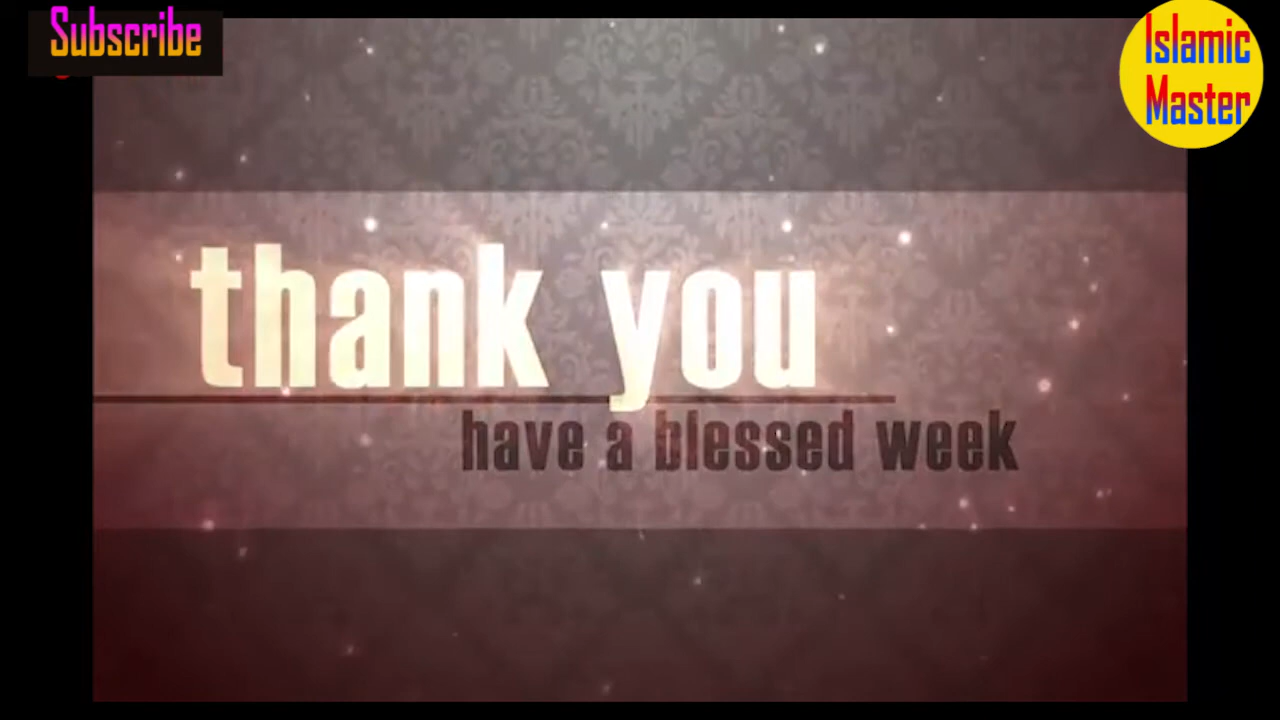 Subscribe
Islamic
Master
thank you
have a blessed week